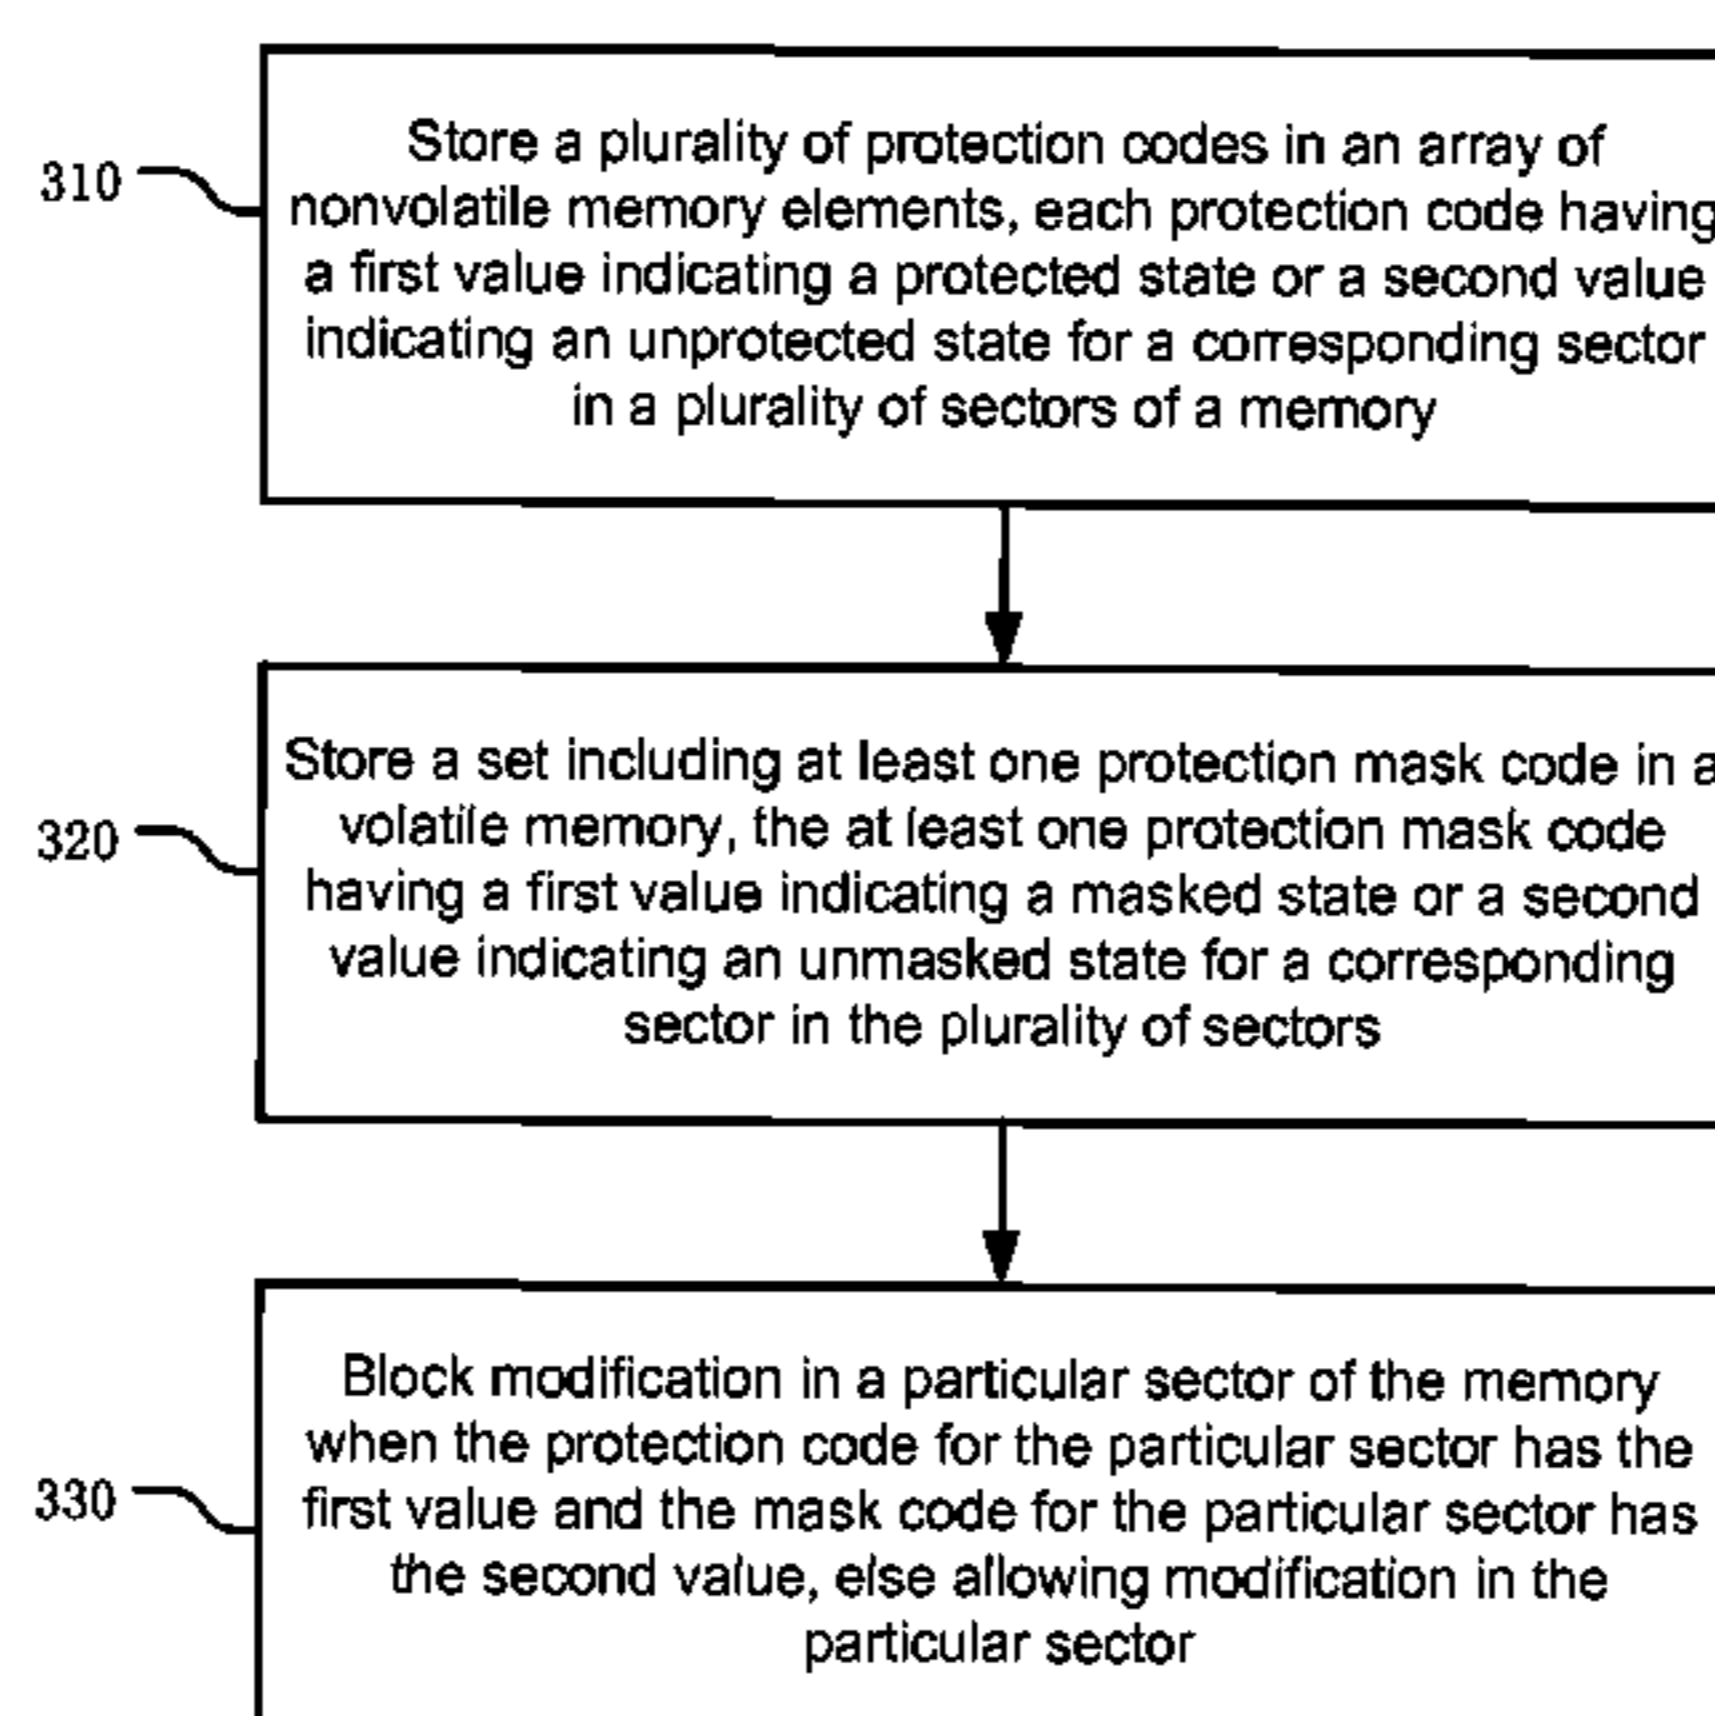 310
Store a plurality of protection codes in an array of
nonvolatile memory elements, each protection code having
a first value indicating a protected state or a second value
indicating an unprotected state for a corresponding sector
in a plurality of sectors of a memory
320
Store a set including at least one protection mask code in a
volatile memory, the at least one protection mask code
having a first value indicating a masked state or a second
value indicating an unmasked state for a corresponding
sector in the plurality of sectors
330
Block modification in a particular sector of the memory
when the protection code for the particular sector has the
first value and the mask code for the particular sector has
the second value, else allowing modification in the
particular sector